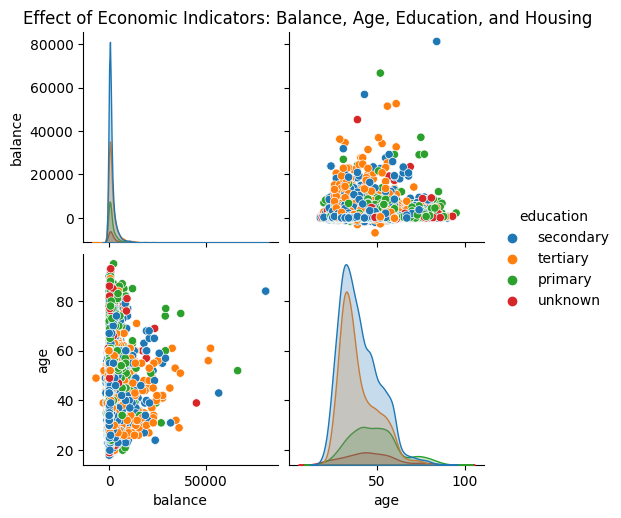 Effect of Economic Indicators: Balance, Age, Education, and Housing
80000
60000
40000
20000
0
balance
education
secondary
tertiary
primary
unknown
80
60
40
20
age
0 50000
balance
50 100
age